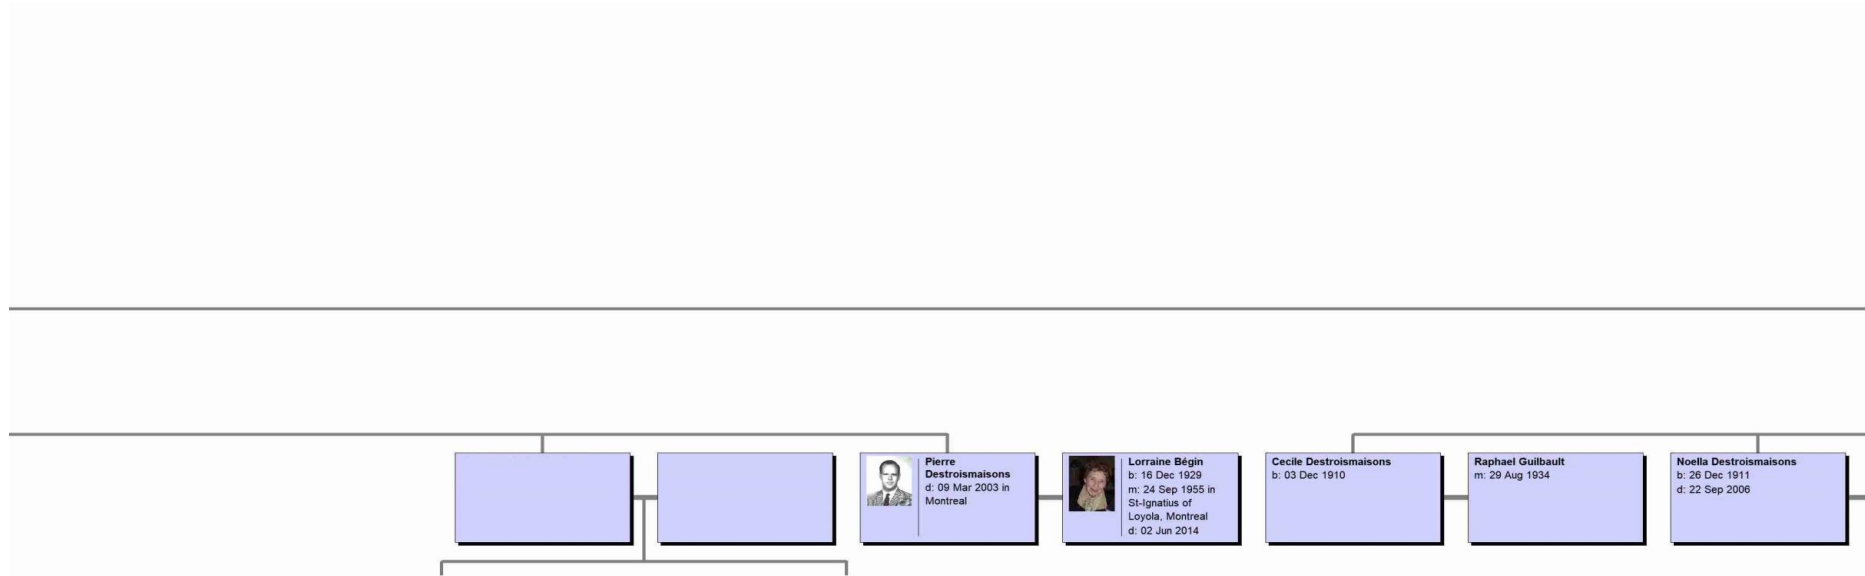 Pierre
Destroismaisons
d: 09 Mar 2003 in
Montreal
Lorraine Bégin
b: 16 Dec 1929
m: 24 Sep 1955 in
St-Ignatius of
Loyola, Montreal
d: 02 Jun 2014
Cecile Destroismaisons
b: 03 Dec 1910
Raphael Guilbault
m: 29 Aug 1934
Noella Destroismaisons
b: 26 Dec 1911
d: 22 Sep 2006